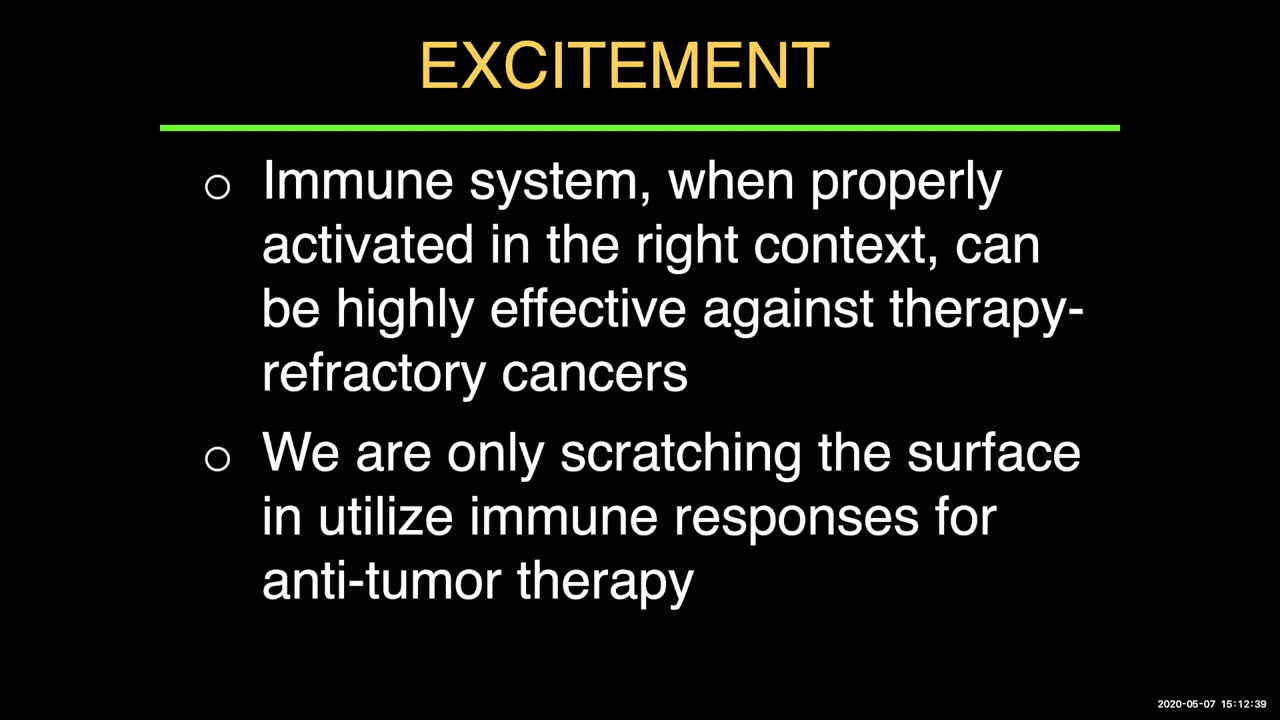 EXCITEMENT
○ Immune system, when properly
activated in the right context, can
be highly effective against therapy-
refractory cancers
○ We are only scratching the surface
in utilize immune responses for
anti-tumor therapy
2020-05-07 15:12:39